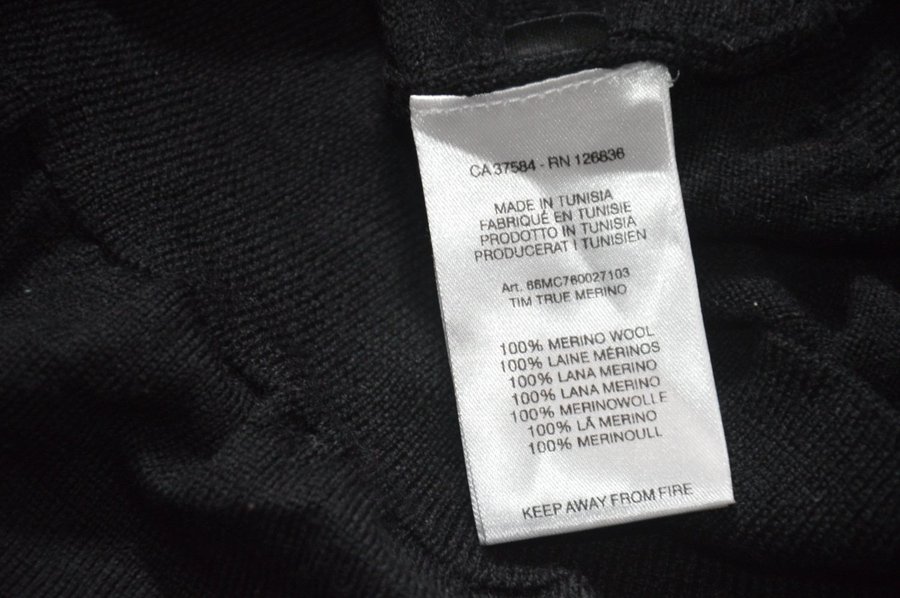 CA 37584 - RN 126836
MADE IN TUNISIA
FABRIQUÉ EN TUNISIE
PRODOTTO IN TUNISIA
PRODUCERAT I TUNISIEN
Art. 66MC760027103
TIM TRUE MERINO
100% MERINO WOOL
100% LAINE MÉRINOS
100% LANA MERINO
100% LANA MERINO
100% MERINOWOLLE
100% LÃ MERINO
100% MERINOULL
KEEP AWAY FROM FIRE